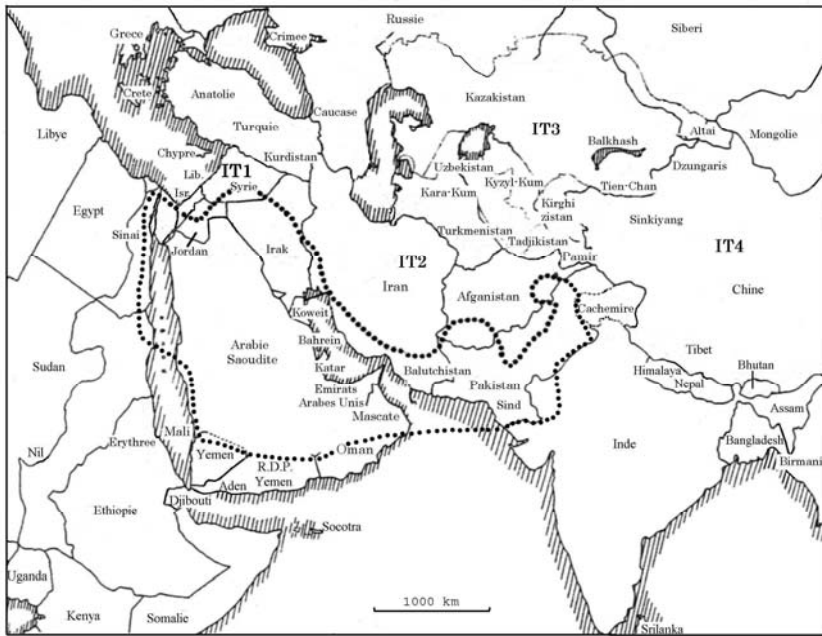 Russie
Siberi
Grece
Crimee
Crete
Anatolie
Caucase
Kazakistan
Turquie
IT3
Altai
Mongolie
Libye
Chypre
Kurdistan
Balkhash
Dzungaris
Lib.
IT1
Uzbekistan
Isr.
Syrie
Kara-Kum
Kyzyl-Kum
Tien-Chan
Egypt
Kirghi
zistan
Sinkiyang
Sinai
Turkmenistan
Jordan
Irak
Tadjikistan
IT4
IT2
Pamir
Iran
Afganistan
Chine
Koweit
Cachemire
Arabie
Saoudite
Bahrein
Tibet
Sudan
Katar
Balutchistan
Himalaya
Bhutan
Emirats
Arabes Unis
Pakistan
Nepal
Sind
Assam
Mascate
Nil
Erythree
Mali
Inde
Bangladesh
Yemen
Oman
Birmani
R.D.P.
Yemen
Aden
Djibouti
Ethiopie
Socotra
Uganda
1000 km
Kenya
Somalie
Srilanka